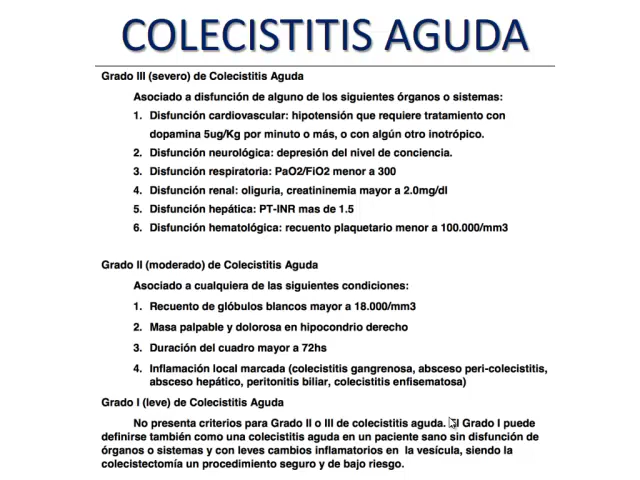 COLECISTITIS AGUDA
Grado III (severo) de Colecistitis Aguda
Asociado a disfunción de alguno de los siguientes órganos o sistemas:
1. Disfunción cardiovascular: hipotensión que requiere tratamiento con
dopamina 5ug/Kg por minuto o más, o con algún otro inotrópico.
2. Disfunción neurológica: depresión del nivel de conciencia.
3. Disfunción respiratoria: PaO2/FiO2 menor a 300
4. Disfunción renal: oliguria, creatininemia mayor a 2.0mg/dl
5. Disfunción hepática: PT-INR mas de 1.5
6. Disfunción hematológica: recuento plaquetario menor a 100.000/mm3
Grado II (moderado) de Colecistitis Aguda
Asociado a cualquiera de las siguientes condiciones:
1. Recuento de glóbulos blancos mayor a 18.000/mm3
2. Masa palpable y dolorosa en hipocondrio derecho
3. Duración del cuadro mayor a 72hs
4. Inflamación local marcada (colecistitis gangrenosa, absceso peri-colecistitis,
absceso hepático, peritonitis biliar, colecistitis enfisematosa)
Grado I (leve) de Colecistitis Aguda
No presenta criterios para Grado II o III de colecistitis aguda. El Grado I puede
definirse también como una colecistitis aguda en un paciente sano sin disfunción de
órganos o sistemas y con leves cambios inflamatorios en la vesícula, siendo la
colecistectomía un procedimiento seguro y de bajo riesgo.